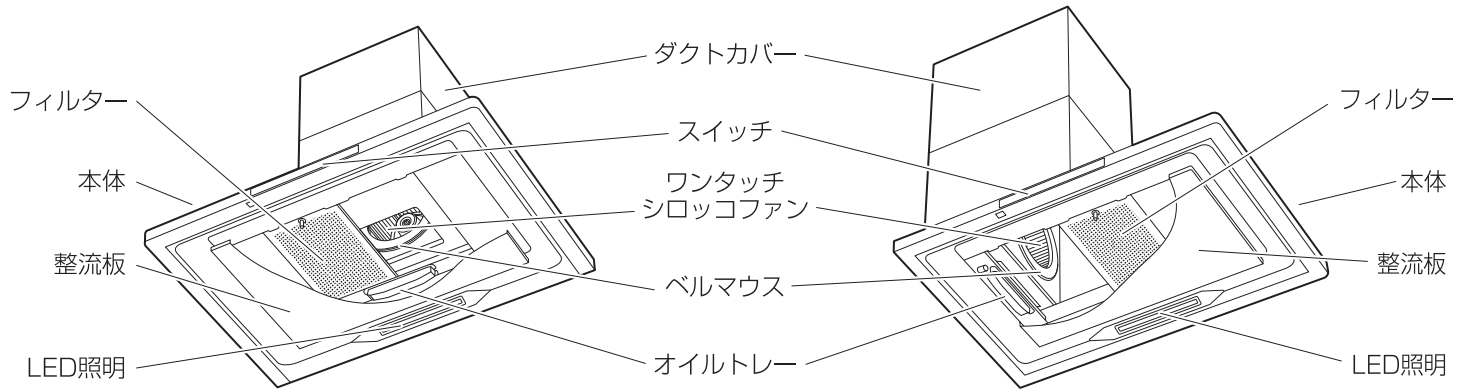 ダクトカバー
フィルター
フィルター
スイッチ
本体
ワンタッチ
シロッコファン
本体
整流板
ベルマウス
整流板
LED照明
オイルトレー
LED照明